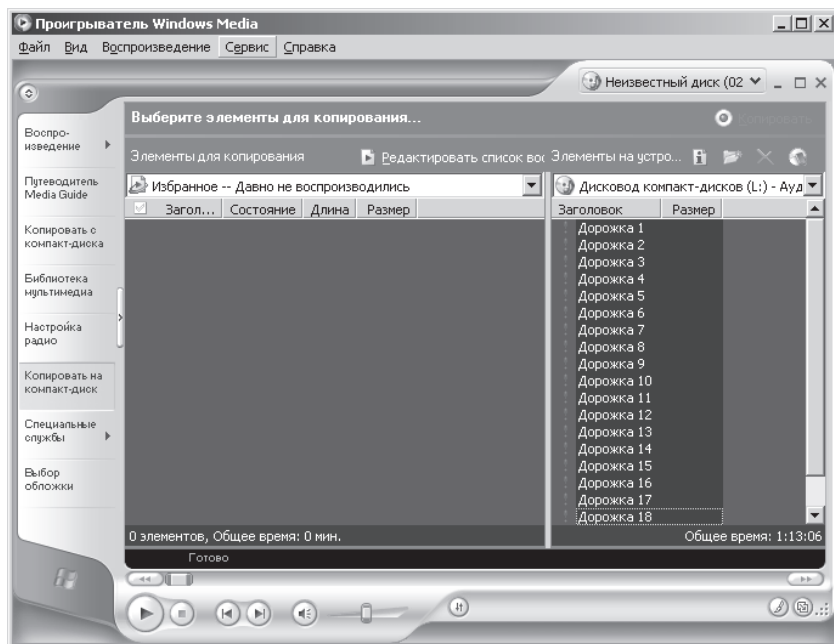 Проигрыватель Windows Media
Файл Вид Воспроизведение Сервис Справка
Неизвестный диск (02
Воспро-
изведение
Путеводитель
Media Guide
Копировать с
компакт-диска
Библиотека
мультимедиа
Настройка
радио
Копировать на
компакт-диск
Специальные
службы
Выбор
обложки
Выберите элементы для копирования...
Копировать
Элементы для копирования
Редактировать список вос
Элементы на устро...
Избранное -- Давно не воспроизводились
Дисковод компакт-дисков (L:) - Ауд
Загол... Состояние Длина Размер
Заголовок Размер
Дорожка 1
Дорожка 2
Дорожка 3
Дорожка 4
Дорожка 5
Дорожка 6
Дорожка 7
Дорожка 8
Дорожка 9
Дорожка 10
Дорожка 11
Дорожка 12
Дорожка 13
Дорожка 14
Дорожка 15
Дорожка 16
Дорожка 17
Дорожка 18
0 элементов, Общее время: 0 мин.
Общее время: 1:13:06
Готово